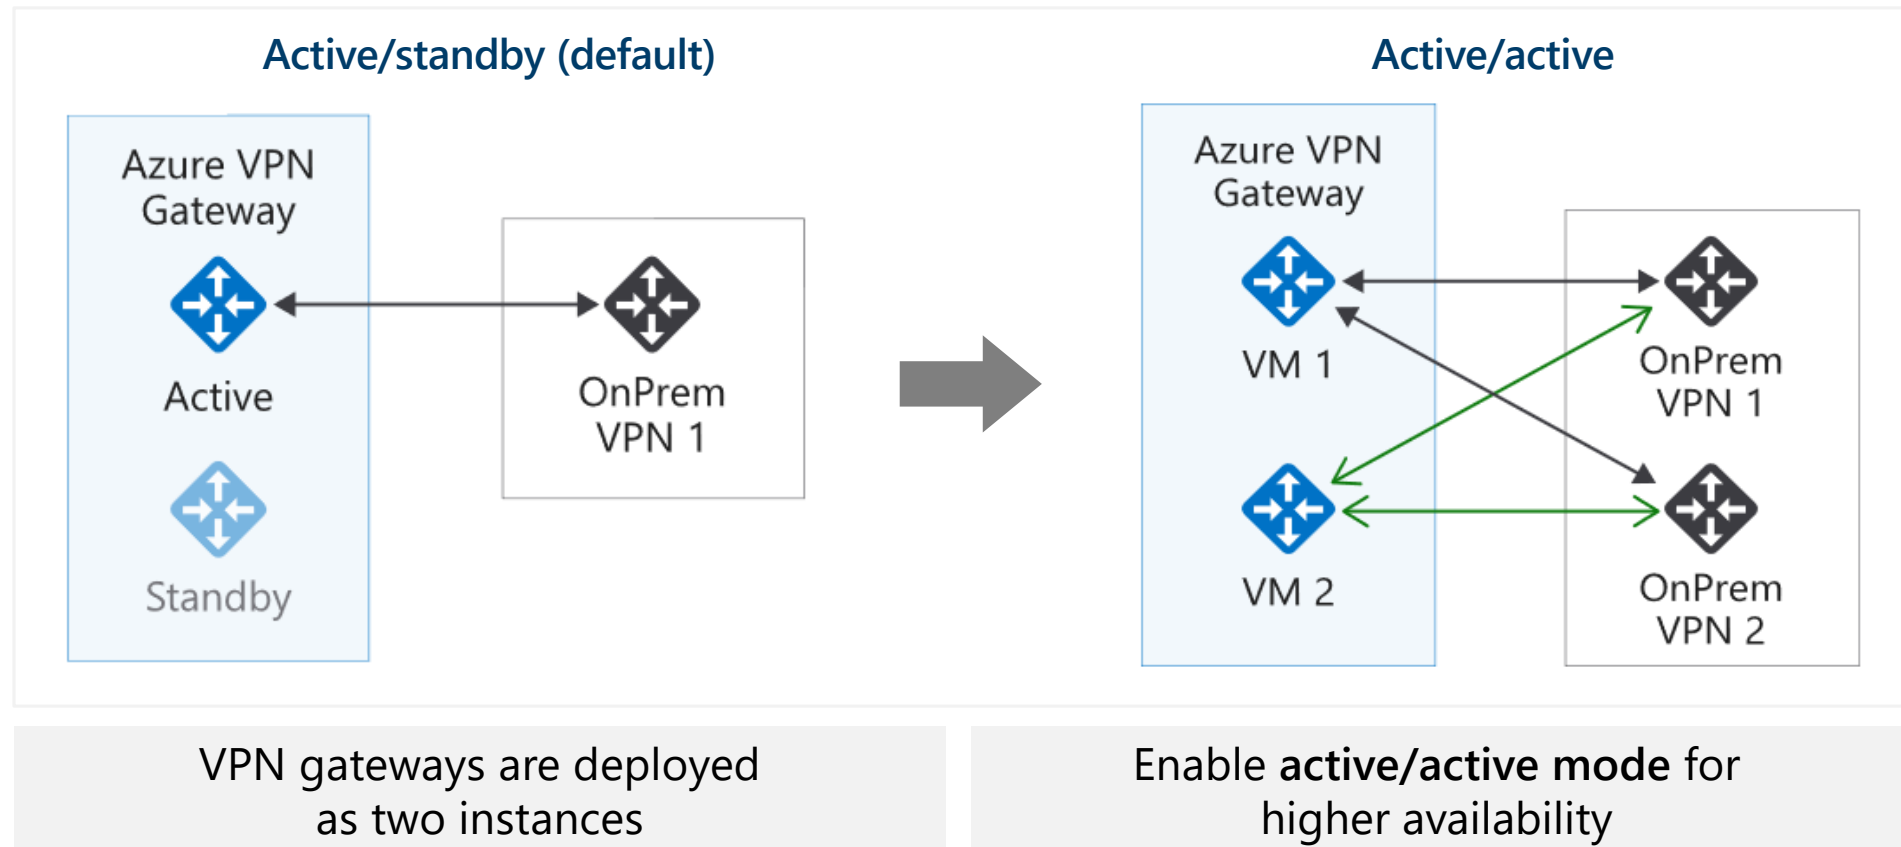 Active/standby (default)
Azure VPN
Gateway
Active
Standby
OnPrem
VPN 1
Active/active
Azure VPN
Gateway
VM 1
VM 2
OnPrem
VPN 1
OnPrem
VPN 2
VPN gateways are deployed
as two instances
Enable active/active mode for
higher availability